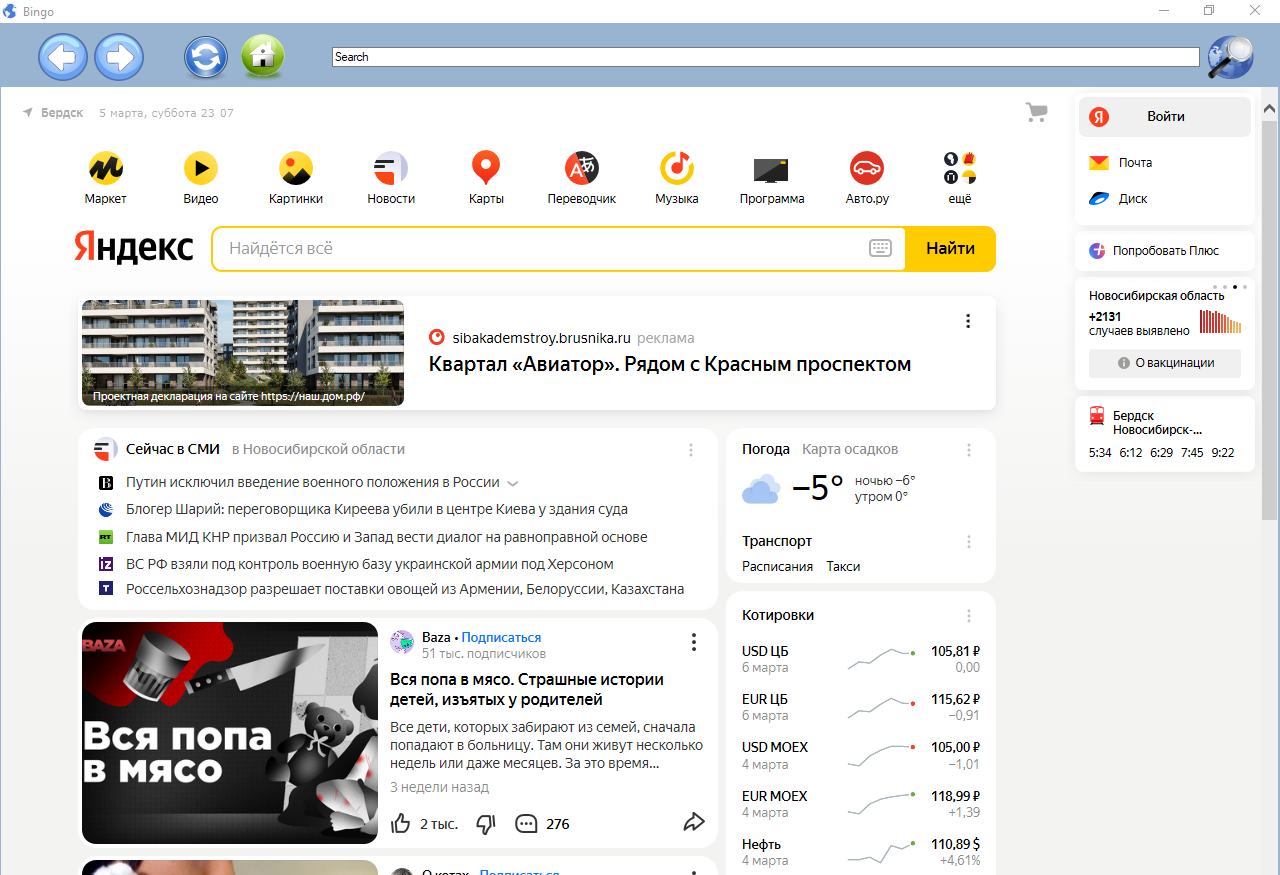 Bingo
Search
Бердск 5 марта, суббота 23 07
Маркет Видео Картинки Новости Карты Переводчик Музыка Программа Авто.ру ещё
Яндекс Найдётся всё Найти
sibakademstroy.brusnika.ru реклама
Квартал «Авиатор». Рядом с Красным проспектом
Проектная декларация на сайте https://наш.дом.рф/
Сейчас в СМИ в Новосибирской области
Путин исключил введение военного положения в России
Блогер Шарий: переговорщика Киреева убили в центре Киева у здания суда
RT Глава МИД КНР призвал Россию и Запад вести диалог на равноправной основе
IZ ВС РФ взяли под контроль военную базу украинской армии под Херсоном
T Россельхознадзор разрешает поставки овощей из Армении, Белоруссии, Казахстана
BAZA
Вся попа
в мясо
Baza • Подписаться
51 тыс. подписчиков
Вся попа в мясо. Страшные истории
детей, изъятых у родителей
Все дети, которых забирают из семей, сначала
попадают в больницу. Там они живут несколько
недель или даже месяцев. За это время...
3 недели назад
2 тыс. 276
О котах Подписаться
Погода Карта осадков
−5° ночью −6°
утром 0°
Транспорт
Расписания Такси
Котировки
USD ЦБ 105,81 ₽
6 марта 0,00
EUR ЦБ 115,62 ₽
6 марта −0,91
USD MOEX 105,00 ₽
4 марта −1,01
EUR MOEX 118,99 ₽
4 марта +1,39
Нефть 110,89 $
4 марта +4,61%
Я Войти
Почта
Диск
Попробовать Плюс
Новосибирская область
+2131
случаев выявлено
О вакцинации
Бердск
Новосибирск-...
5:34 6:12 6:29 7:45 9:22